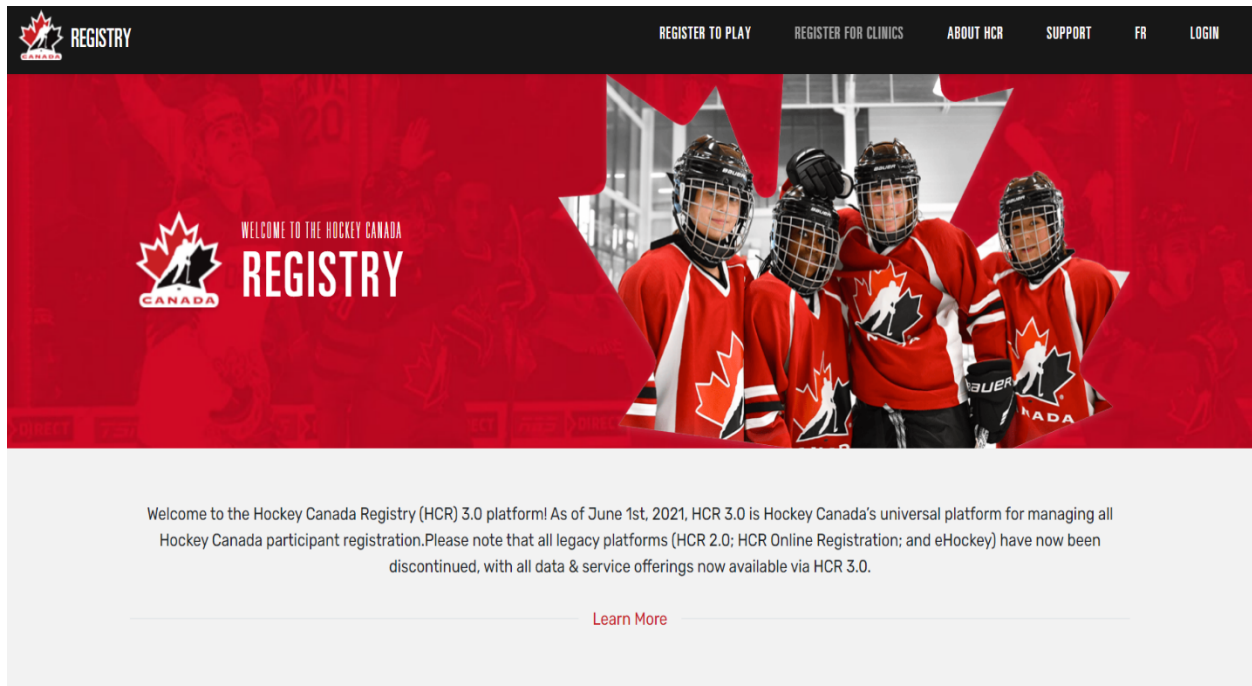 REGISTRY
REGISTER TO PLAY
REGISTER FOR CLINICS
ABOUT HCR
SUPPORT
FR
LOGIN
CANADA
WELCOME TO THE HOCKEY CANADA
REGISTRY
CANADA
BAUER
BAUER
NADA
Welcome to the Hockey Canada Registry (HCR) 3.0 platform! As of June 1st, 2021, HCR 3.0 is Hockey Canada's universal platform for managing all
Hockey Canada participant registration.Please note that all legacy platforms (HCR 2.0; HCR Online Registration; and eHockey) have now been
discontinued, with all data & service offerings now available via HCR 3.0.
Learn More